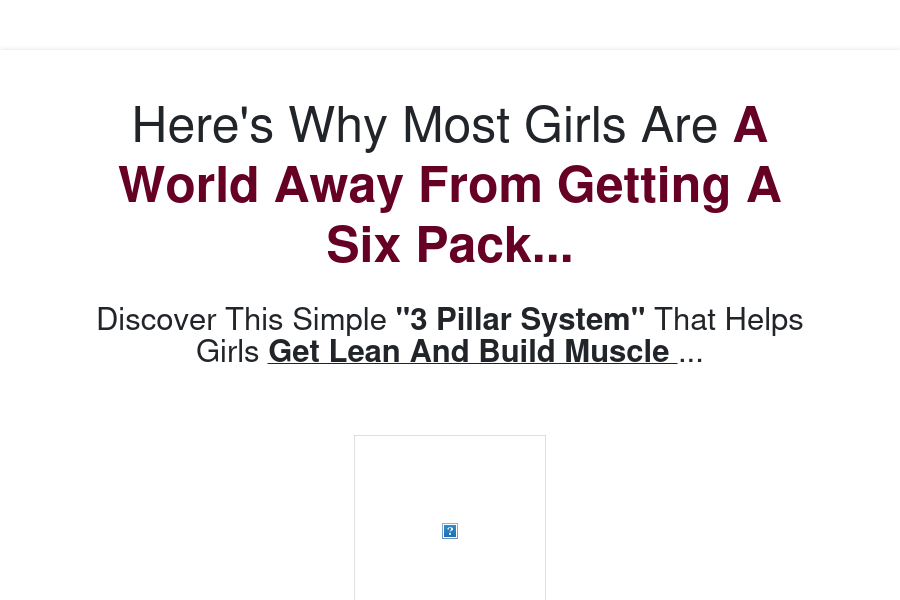 Here's Why Most Girls Are A
World Away From Getting A
Six Pack...
Discover This Simple "3 Pillar System" That Helps
Girls Get Lean And Build Muscle ...